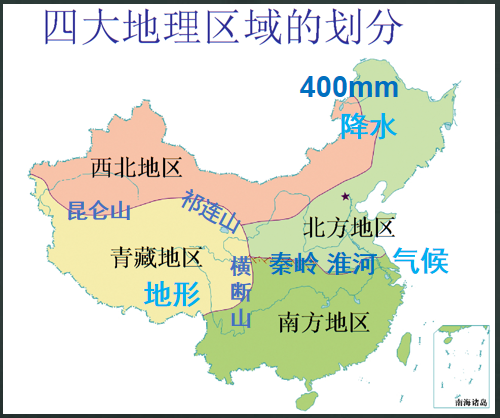 四大地理区域的划分
400mm
降水
西北地区
昆仑山
祁连山
北方地区
青藏地区
横断山
秦岭 淮河
气候
地形
南方地区
南海诸岛